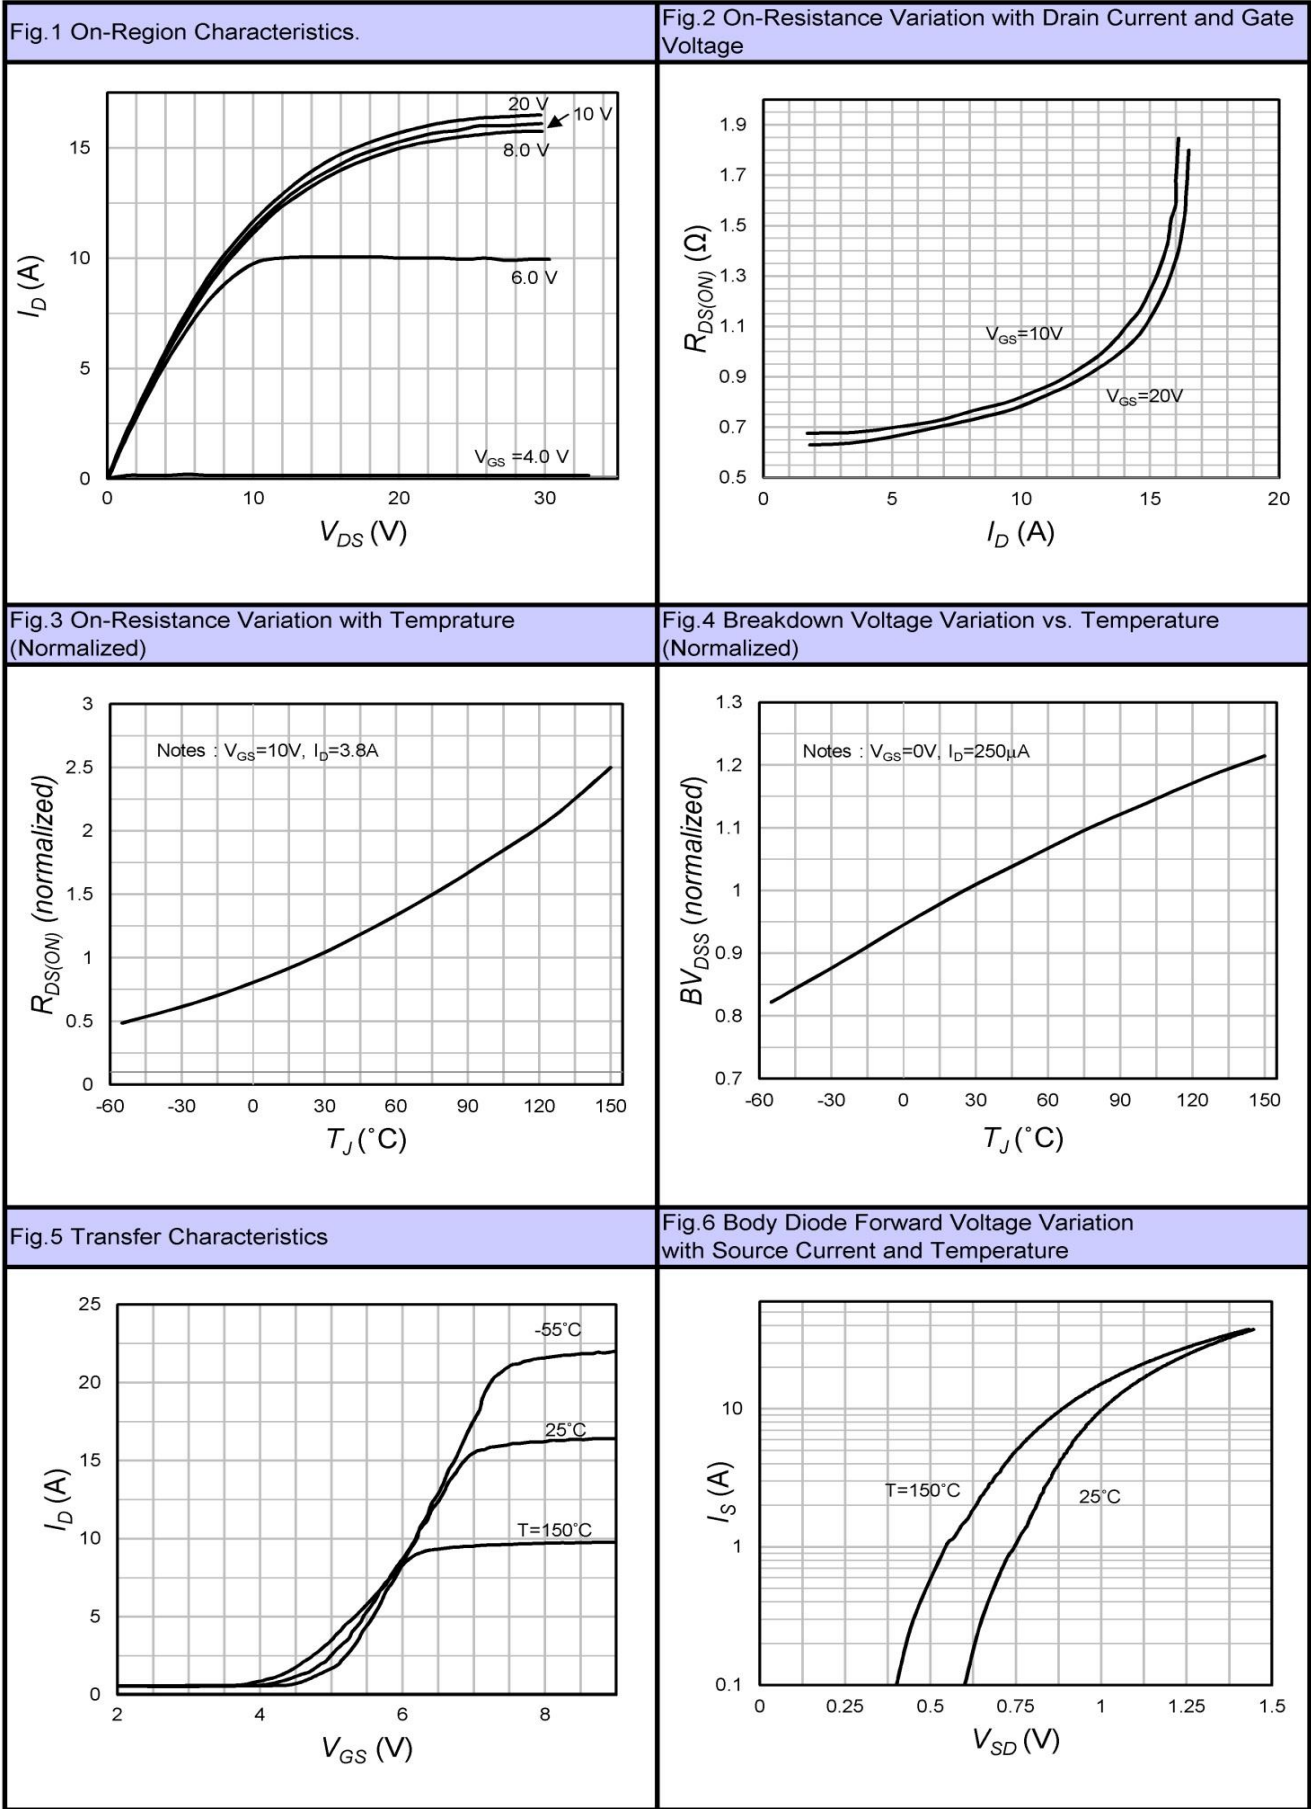 Fig.1 On-Region Characteristics.
20 V
10 V
8.0 V
6.0 V
V_GS =4.0 V
15
10
5
0
0 10 20 30
I_D (A)
V_DS (V)
Fig.2 On-Resistance Variation with Drain Current and Gate
Voltage
1.9
1.7
1.5
1.3
1.1
0.9
0.7
0.5
V_GS=10V
V_GS=20V
0 5 10 15 20
R_DS(ON) (Ω)
I_D (A)
Fig.3 On-Resistance Variation with Temprature
(Normalized)
Notes : V_GS=10V, I_D=3.8A
3
2.5
2
1.5
1
0.5
0
-60 -30 0 30 60 90 120 150
R_DS(ON) (normalized)
T_J (˚C)
Fig.4 Breakdown Voltage Variation vs. Temperature
(Normalized)
Notes : V_GS=0V, I_D=250µA
1.3
1.2
1.1
1
0.9
0.8
0.7
-60 -30 0 30 60 90 120 150
BV_DSS (normalized)
T_J (˚C)
Fig.5 Transfer Characteristics
-55˚C
25˚C
T=150˚C
25
20
15
10
5
0
2 4 6 8
I_D (A)
V_GS (V)
Fig.6 Body Diode Forward Voltage Variation
with Source Current and Temperature
T=150˚C
25˚C
10
1
0.1
0 0.25 0.5 0.75 1 1.25 1.5
I_S (A)
V_SD (V)